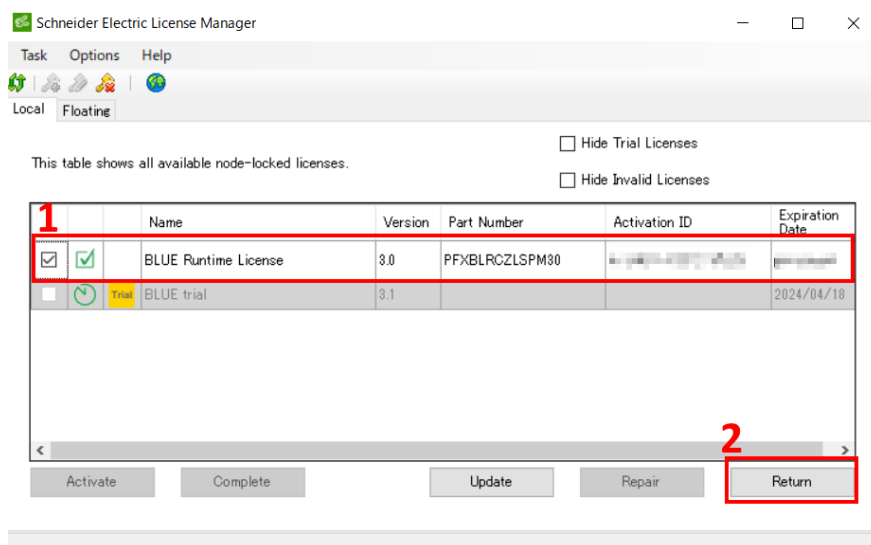 Schneider Electric License Manager
Task Options Help
Local Floating
Hide Trial Licenses
This table shows all available node-locked licenses.
Hide Invalid Licenses
1
Name Version Part Number Activation ID Expiration Date
BLUE Runtime License 3.0 PFXBLRCZLSPM30
Trial BLUE trial 3.1 2024/04/18
2
Activate Complete Update Repair Return